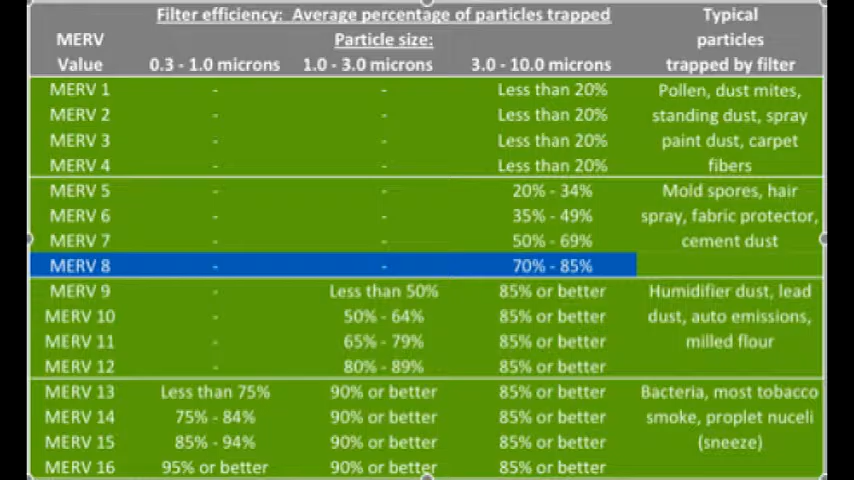 Filter efficiency: Average percentage of particles trapped Typical
MERV Particle size: particles
Value 0.3 - 1.0 microns 1.0 - 3.0 microns 3.0 - 10.0 microns trapped by filter
MERV 1 - - Less than 20% Pollen, dust mites,
MERV 2 - - Less than 20% standing dust, spray
MERV 3 - - Less than 20% paint dust, carpet
MERV 4 - - Less than 20% fibers
MERV 5 - - 20% - 34% Mold spores, hair
MERV 6 - - 35% - 49% spray, fabric protector,
MERV 7 - - 50% - 69% cement dust
MERV 8 - - 70% - 85%
MERV 9 - Less than 50% 85% or better Humidifier dust, lead
MERV 10 - 50% - 64% 85% or better dust, auto emissions,
MERV 11 - 65% - 79% 85% or better milled flour
MERV 12 - 80% - 89% 85% or better
MERV 13 Less than 75% 90% or better 85% or better Bacteria, most tobacco
MERV 14 75% - 84% 90% or better 85% or better smoke, proplet nuceli
MERV 15 85% - 94% 90% or better 85% or better (sneeze)
MERV 16 95% or better 90% or better 85% or better